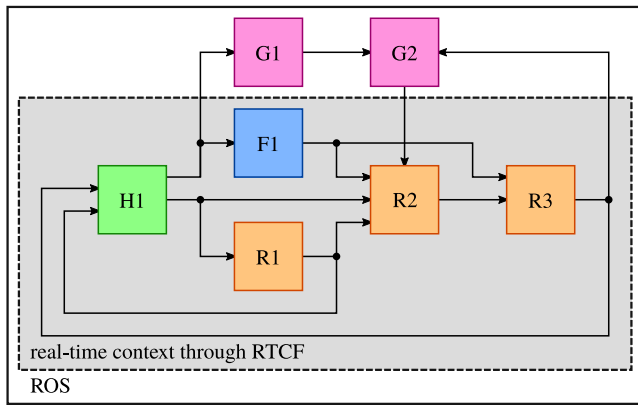 G1
G2
F1
H1
R2
R3
R1
real-time context through RTCF
ROS